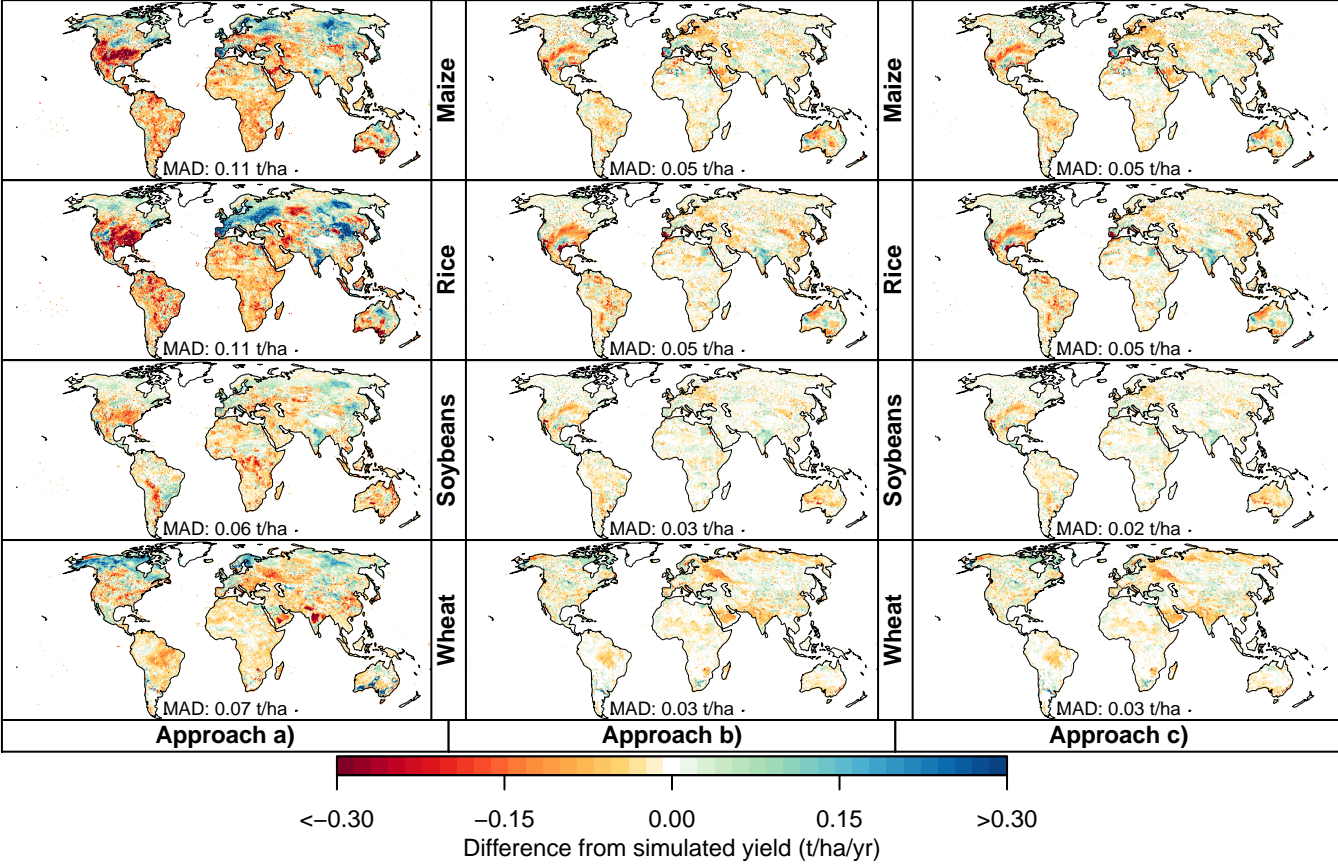 Maize
Maize
MAD: 0.11 t/ha
MAD: 0.05 t/ha
MAD: 0.05 t/ha
Rice
Rice
MAD: 0.11 t/ha
MAD: 0.05 t/ha
MAD: 0.05 t/ha
Soybeans
Soybeans
MAD: 0.06 t/ha
MAD: 0.03 t/ha
MAD: 0.02 t/ha
Wheat
Wheat
MAD: 0.07 t/ha
MAD: 0.03 t/ha
MAD: 0.03 t/ha
Approach a) Approach b) Approach c)
<−0.30 −0.15 0.00 0.15 >0.30
Difference from simulated yield (t/ha/yr)